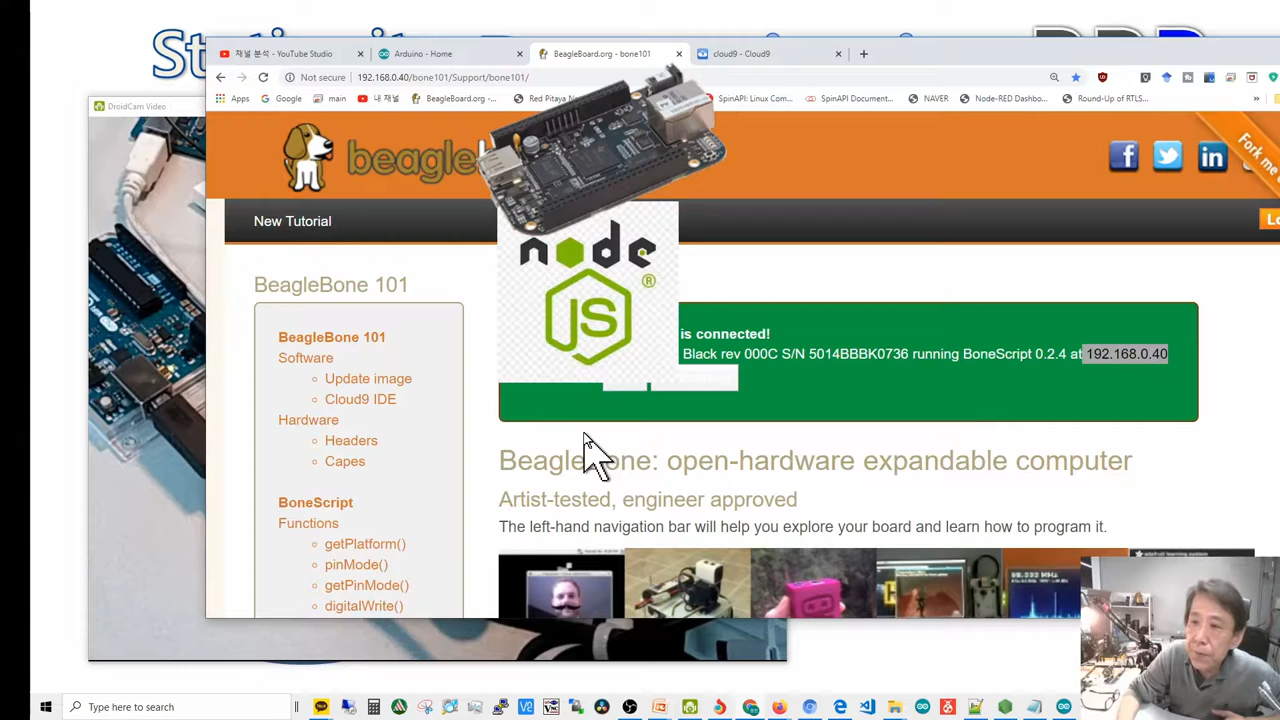 DroidCam Video
채널 분석 - YouTube Studio
Arduino - Home
BeagleBoard.org - bone101
cloud9 - Cloud9
Not secure
192.168.0.40/bone101/Support/bone101/
Apps
Google
main
내 채널
BeagleBoard.org -...
Red Pitaya
SpinAPI: Linux Com...
SpinAPI Document...
NAVER
Node-RED Dashbo...
Round-Up of RTLS...
beagle
Fork me
New Tutorial
node
JS
BeagleBone 101
BeagleBone 101
Software
Update image
Cloud9 IDE
Hardware
Headers
Capes
BoneScript
Functions
getPlatform()
pinMode()
getPinMode()
digitalWrite()
is connected!
Black rev 000C S/N 5014BBBK0736 running BoneScript 0.2.4 at 192.168.0.40
BeagleBone: open-hardware expandable computer
Artist-tested, engineer approved
The left-hand navigation bar will help you explore your board and learn how to program it.
Type here to search